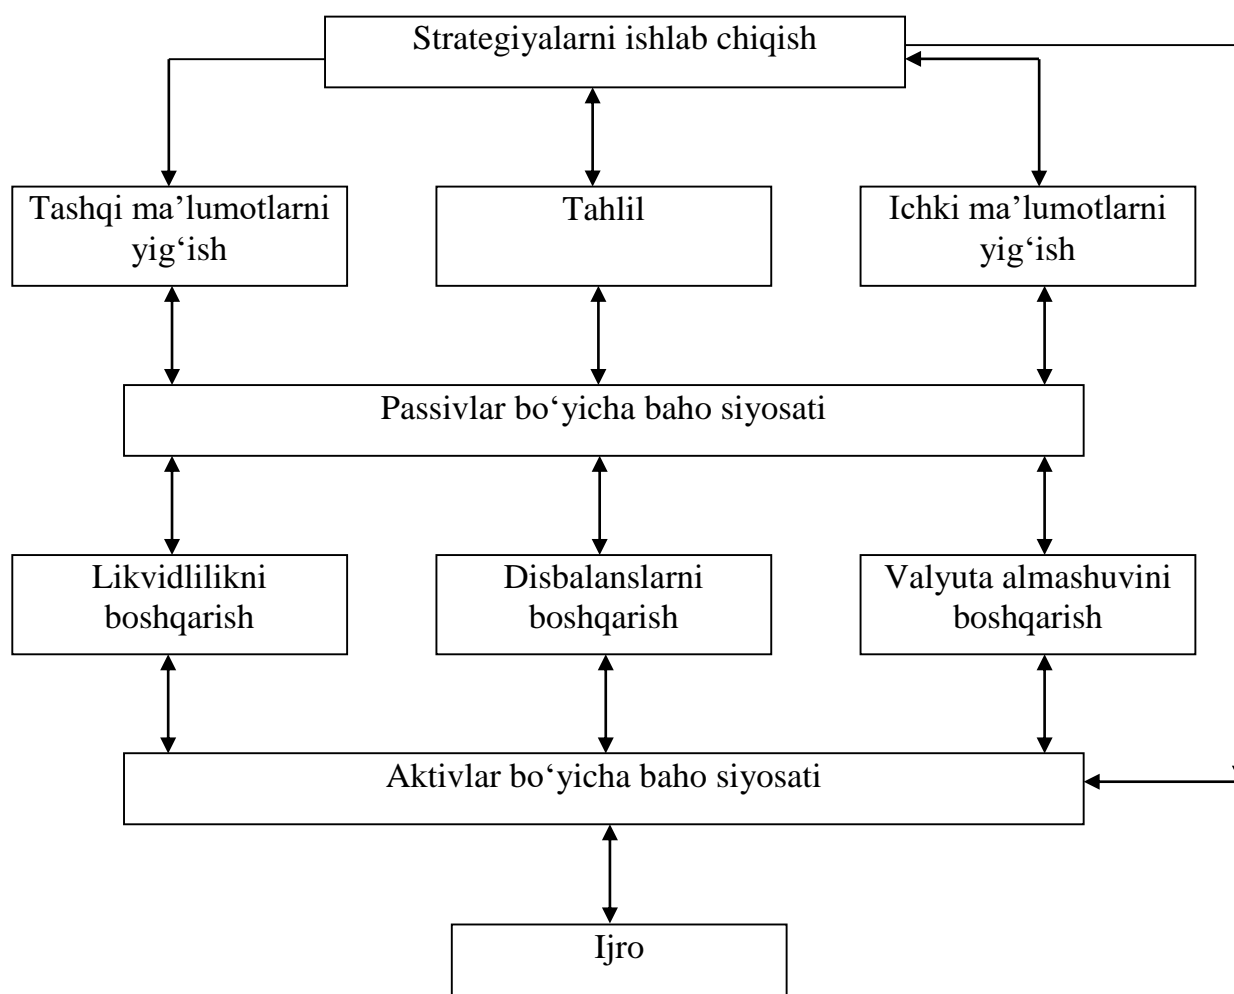 Strategiyalarni ishlab chiqish
Tashqi ma’lumotlarni
yig‘ish
Tahlil
Ichki ma’lumotlarni
yig‘ish
Passivlar bo‘yicha baho siyosati
Likvidlilikni
boshqarish
Disbalanslarni
boshqarish
Valyuta almashuvini
boshqarish
Aktivlar bo‘yicha baho siyosati
Ijro